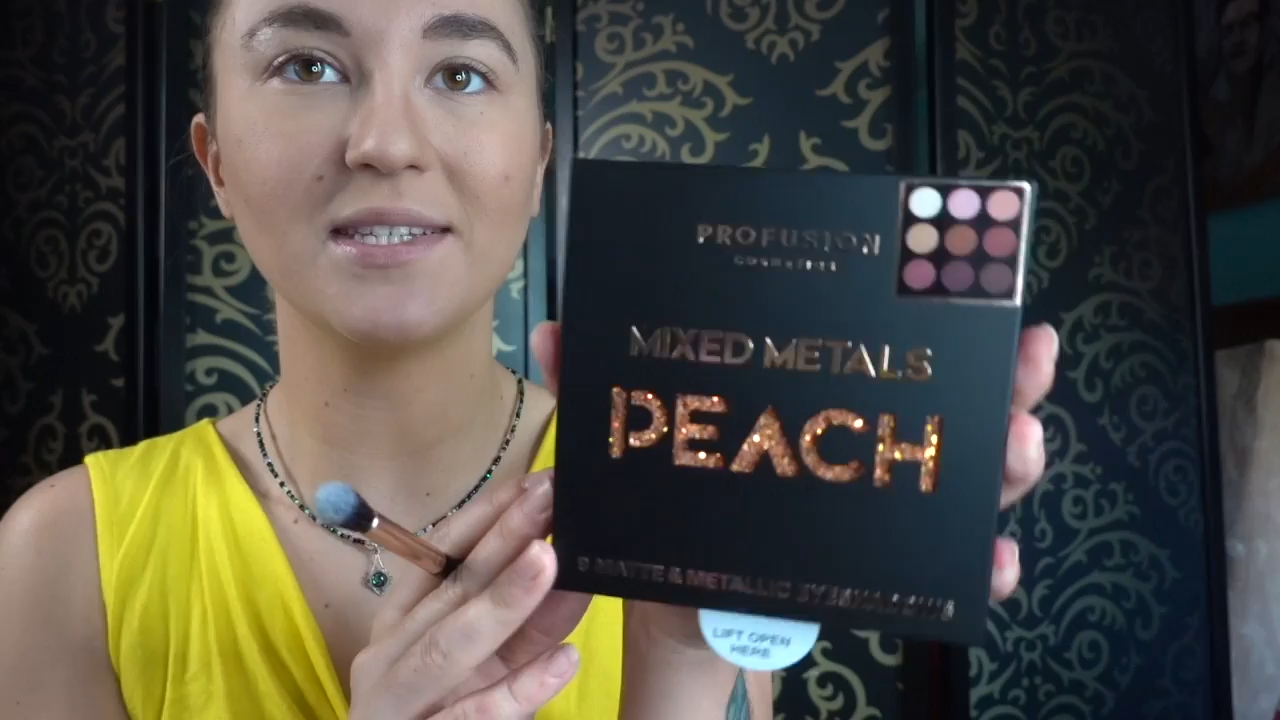 PROFUSION
COSMETICS
MIXED METALS
PEACH
9 MATTE & METALLIC EYESHADOWS
LIFT OPEN
HERE